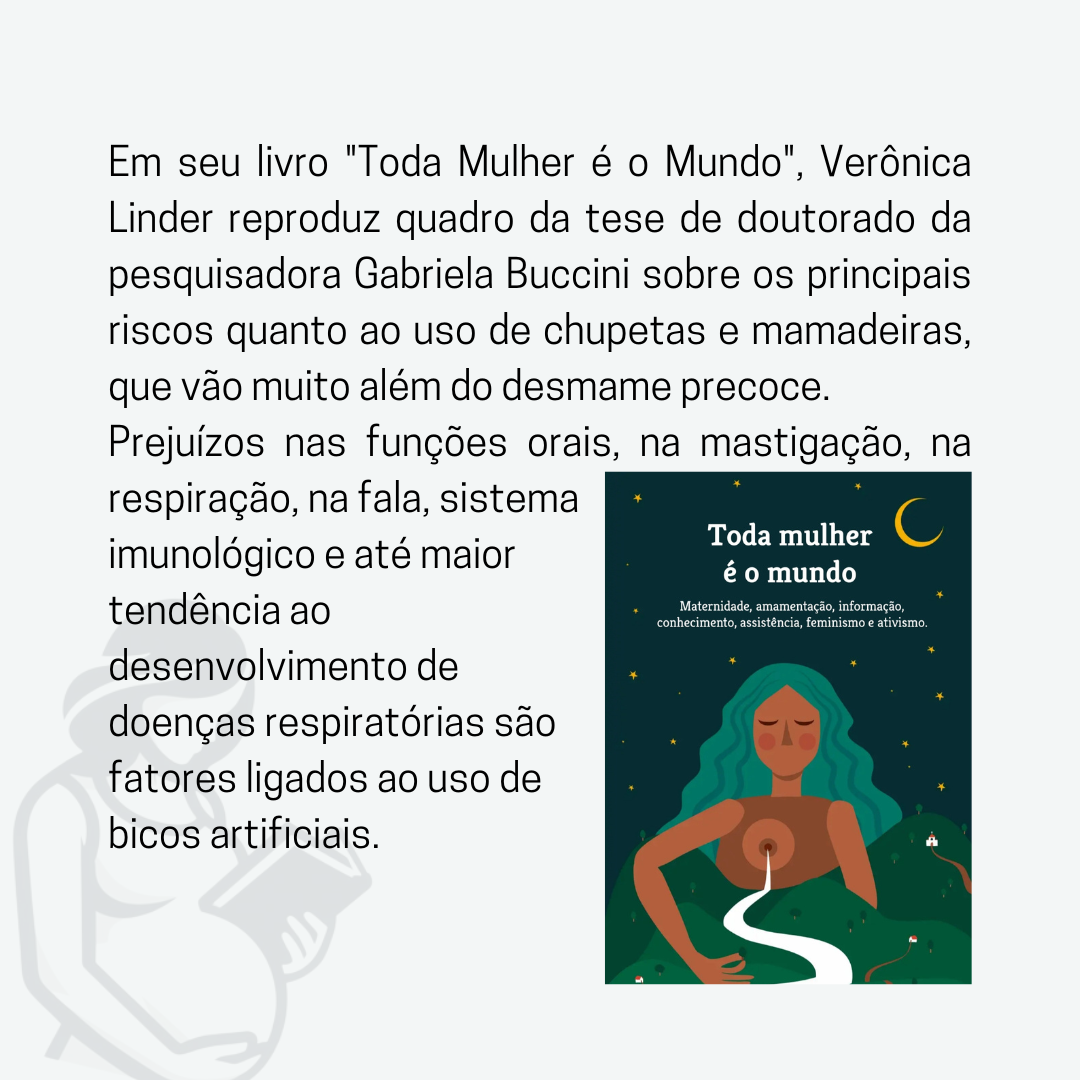 Em seu livro "Toda Mulher é o Mundo", Verônica
Linder reproduz quadro da tese de doutorado da
pesquisadora Gabriela Buccini sobre os principais
riscos quanto ao uso de chupetas e mamadeiras,
que vão muito além do desmame precoce.
Prejuízos nas funções orais, na mastigação, na
respiração, na fala, sistema
imunológico e até maior
tendência ao
desenvolvimento de
doenças respiratórias são
fatores ligados ao uso de
bicos artificiais.
Toda mulher
é o mundo
Maternidade, amamentação, informação,
conhecimento, assistência, feminismo e ativismo.